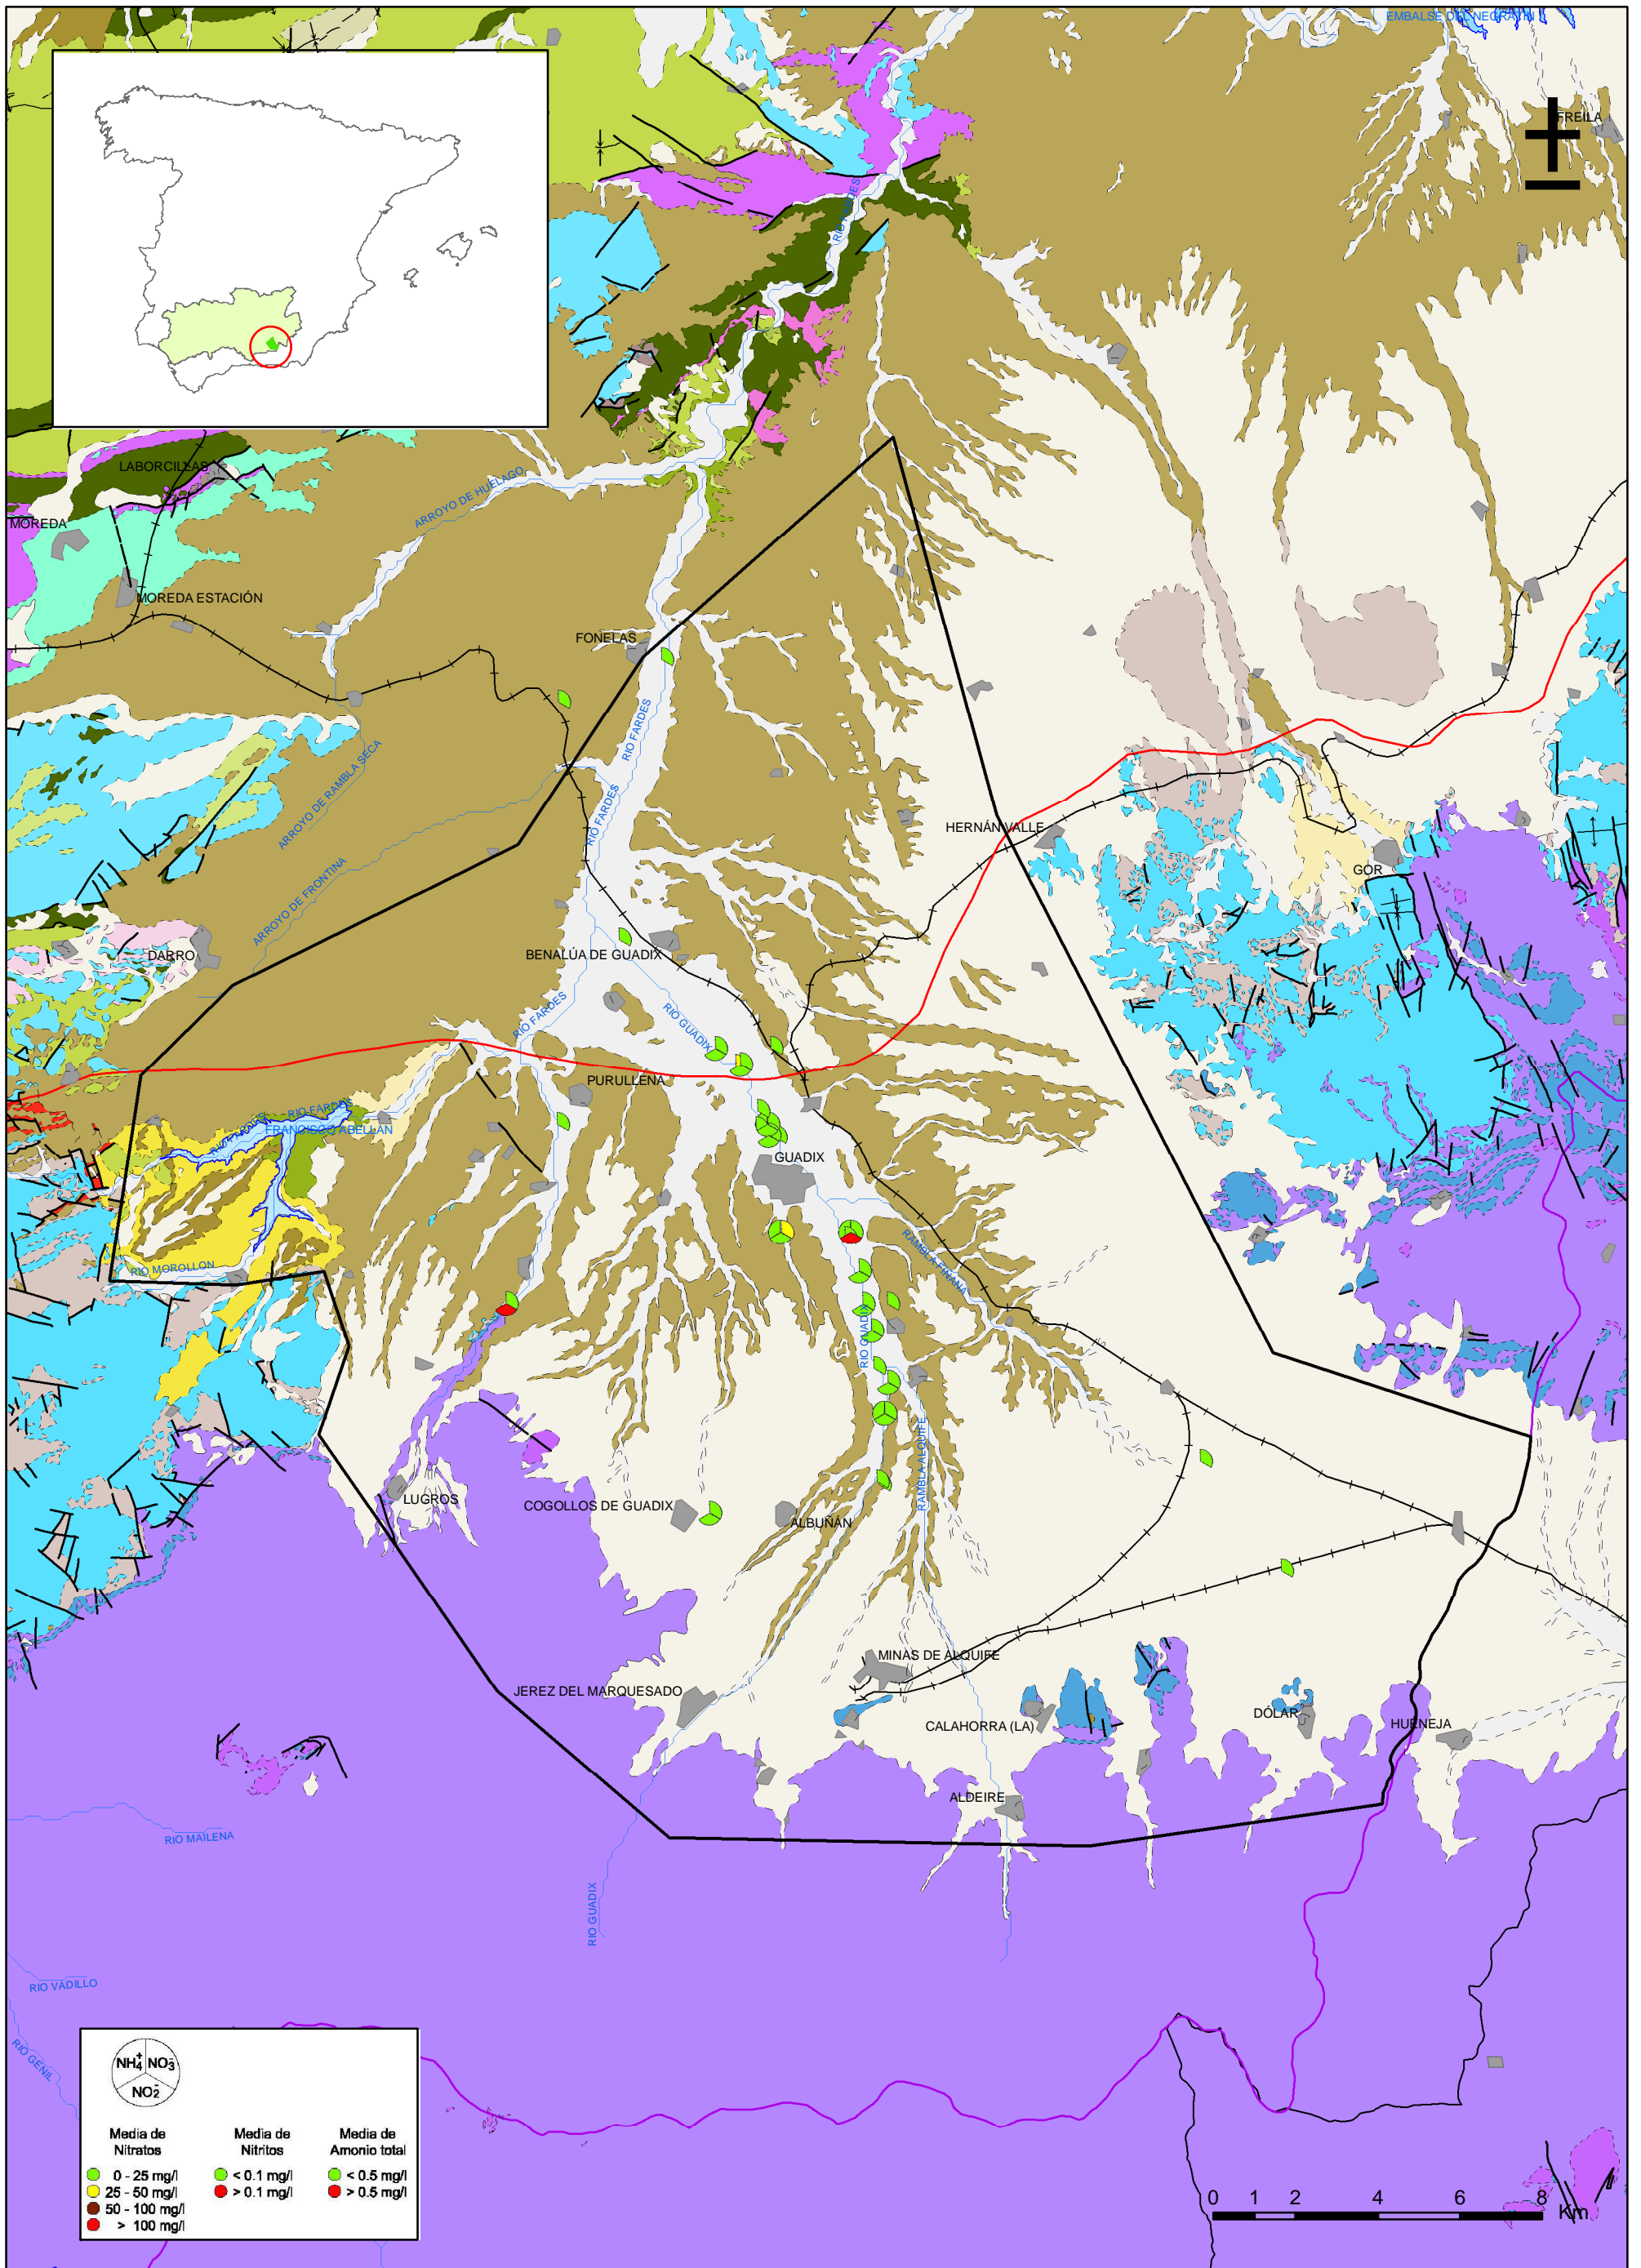 EMBALSE DEL NEGRATIN
FREILA
RIO FARDES
LABORCILLAS
ARROYO DE HUELAGO
MOREDA
MOREDA ESTACIÓN
FONELAS
RIO FARDES
ARROYO DE RAMBLA SECA
RIO FARDES
HERNÁN VALLE
GOR
ARROYO DE FRONTINA
DARRO
BENALÚA DE GUADIX
RIO FARDES
RIO GUADIX
PURULLENA
RIO FARDES
RIO FARDES
FRANCISCO ABELLAN
GUADIX
RAMBLA FIÑANA
RIO MOROLLON
RIO GUADIX
RAMBLA ALQUIFE
LUGROS
COGOLLOS DE GUADIX
ALBUÑÁN
MINAS DE ALQUIFE
JEREZ DEL MARQUESADO
CALAHORRA (LA)
DÓLAR
HUENEJA
ALDEIRE
RIO MAILENA
RIO GUADIX
RIO VADILLO
RIO GENIL
NH4+ NO3-
NO2-
Media de Nitratos
0 - 25 mg/l
25 - 50 mg/l
50 - 100 mg/l
> 100 mg/l
Media de Nitritos
< 0.1 mg/l
> 0.1 mg/l
Media de Amonio total
< 0.5 mg/l
> 0.5 mg/l
0 1 2 4 6 8 Km